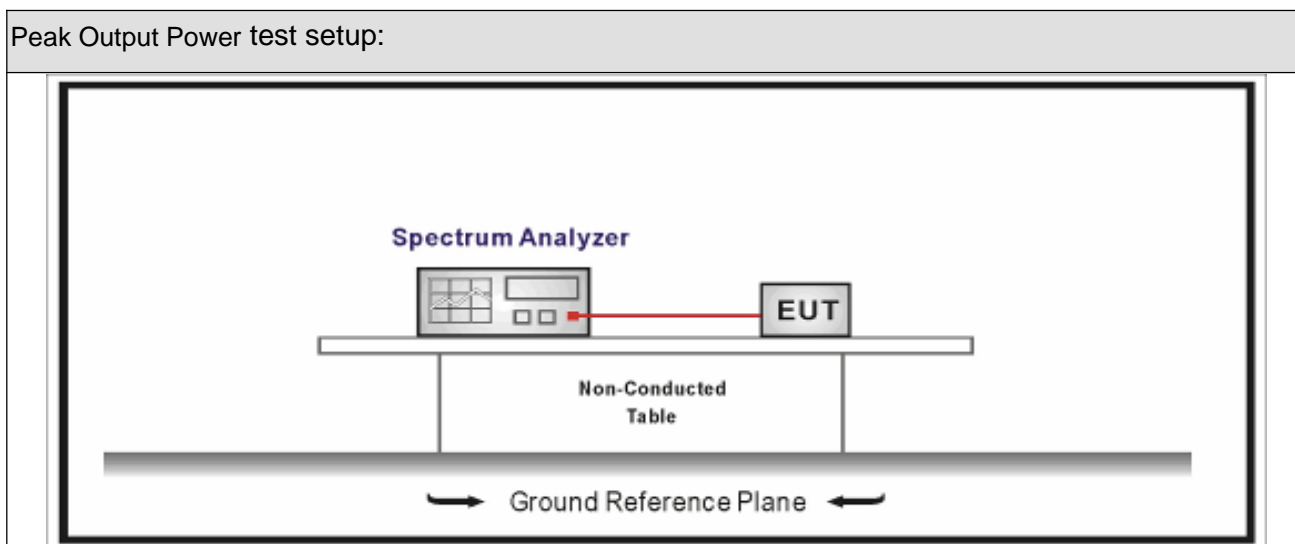 Peak Output Power test setup:
Spectrum Analyzer
EUT
Non-Conducted
Table
Ground Reference Plane